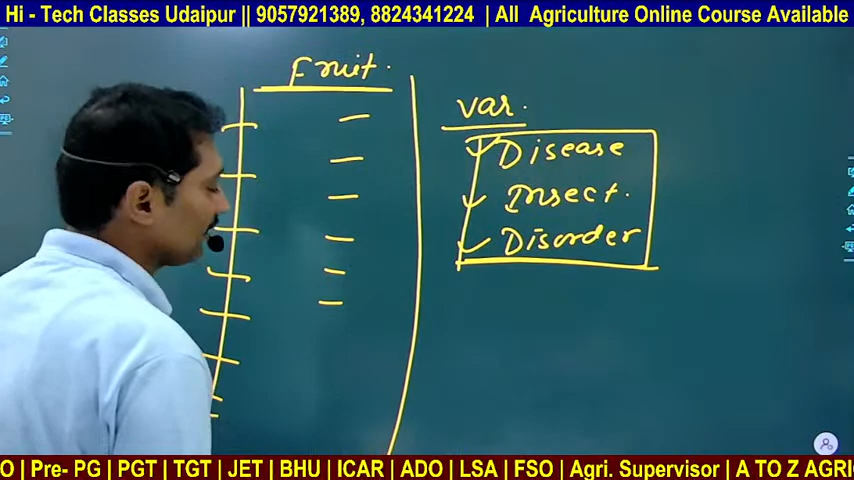 Hi - Tech Classes Udaipur || 9057921389, 8824341224 | All Agriculture Online Course Available
Fruit.
var.
Disease
Insect.
Disorder
O | Pre- PG | PGT | TGT | JET | BHU | ICAR | ADO | LSA | FSO | Agri. Supervisor | A TO Z AGRI